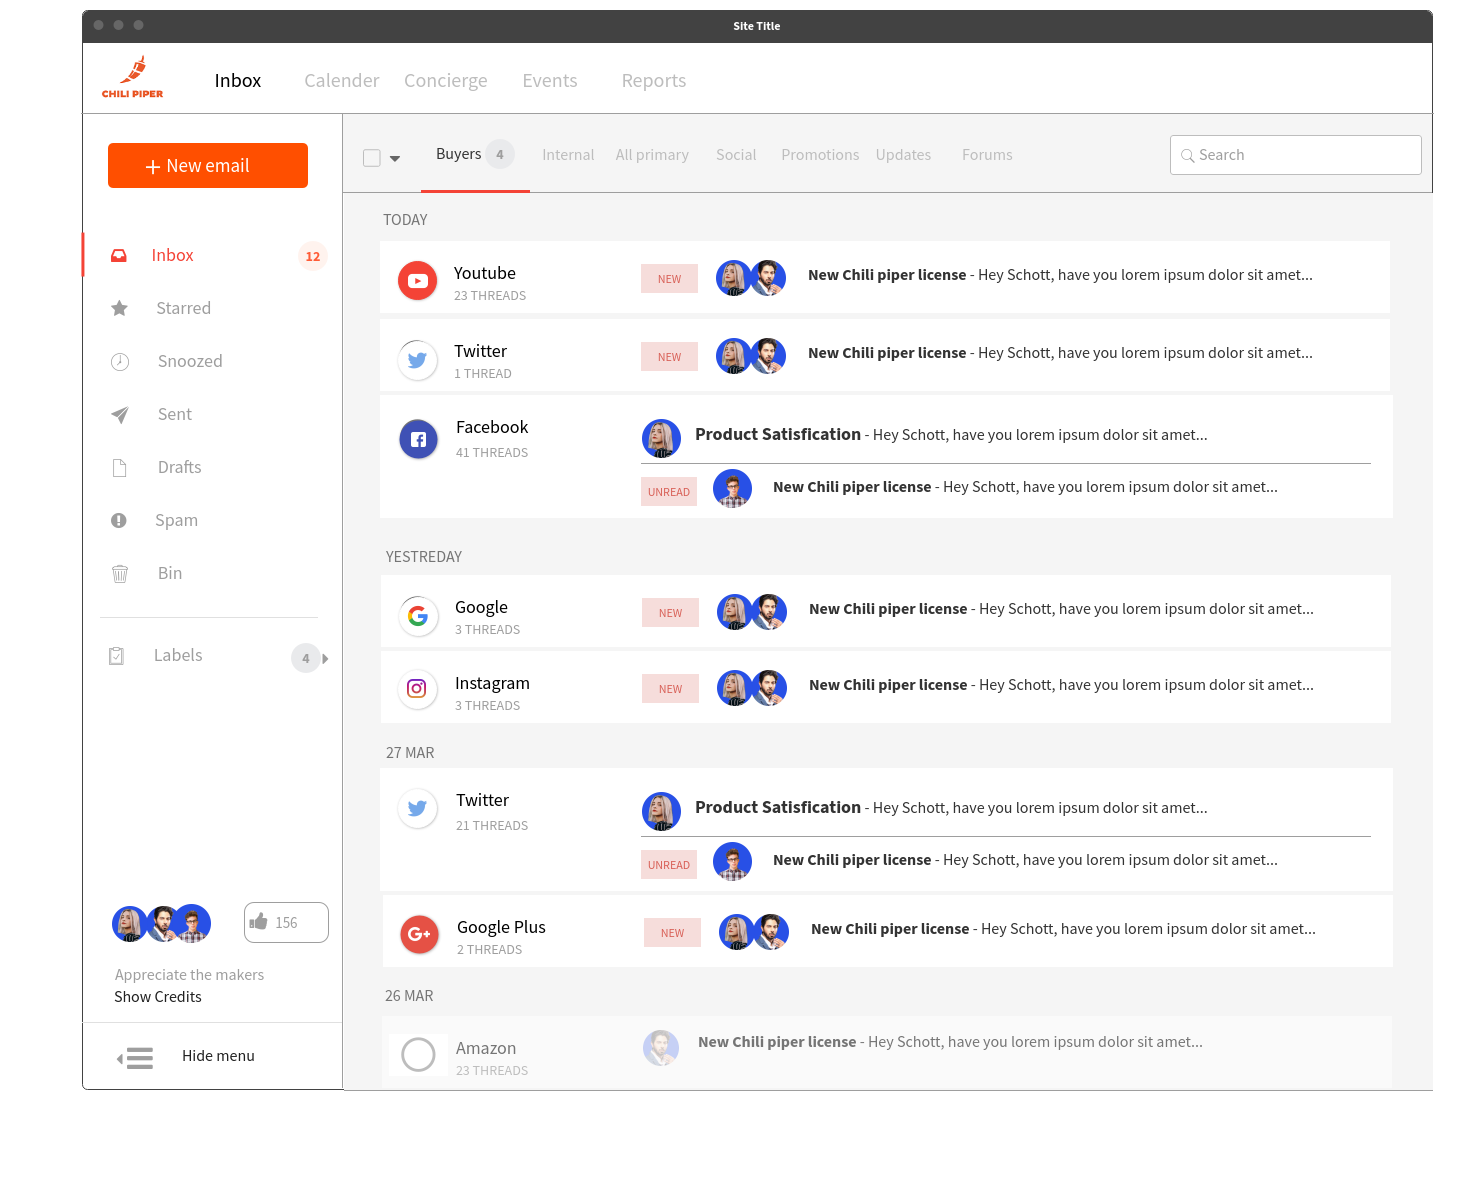 Site Title
CHILI PIPER
Inbox Calender Concierge Events Reports
+ New email
Buyers 4 Internal All primary Social Promotions Updates Forums
Search
Inbox 12
Starred
Snoozed
Sent
Drafts
Spam
Bin
Labels 4
156
Appreciate the makers
Show Credits
Hide menu
TODAY
Youtube
23 THREADS
NEW
New Chili piper license - Hey Schott, have you lorem ipsum dolor sit amet...
Twitter
1 THREAD
NEW
New Chili piper license - Hey Schott, have you lorem ipsum dolor sit amet...
Facebook
41 THREADS
Product Satisfication - Hey Schott, have you lorem ipsum dolor sit amet...
UNREAD
New Chili piper license - Hey Schott, have you lorem ipsum dolor sit amet...
YESTREDAY
Google
3 THREADS
NEW
New Chili piper license - Hey Schott, have you lorem ipsum dolor sit amet...
Instagram
3 THREADS
NEW
New Chili piper license - Hey Schott, have you lorem ipsum dolor sit amet...
27 MAR
Twitter
21 THREADS
Product Satisfication - Hey Schott, have you lorem ipsum dolor sit amet...
UNREAD
New Chili piper license - Hey Schott, have you lorem ipsum dolor sit amet...
G+
Google Plus
2 THREADS
NEW
New Chili piper license - Hey Schott, have you lorem ipsum dolor sit amet...
26 MAR
Amazon
23 THREADS
New Chili piper license - Hey Schott, have you lorem ipsum dolor sit amet...